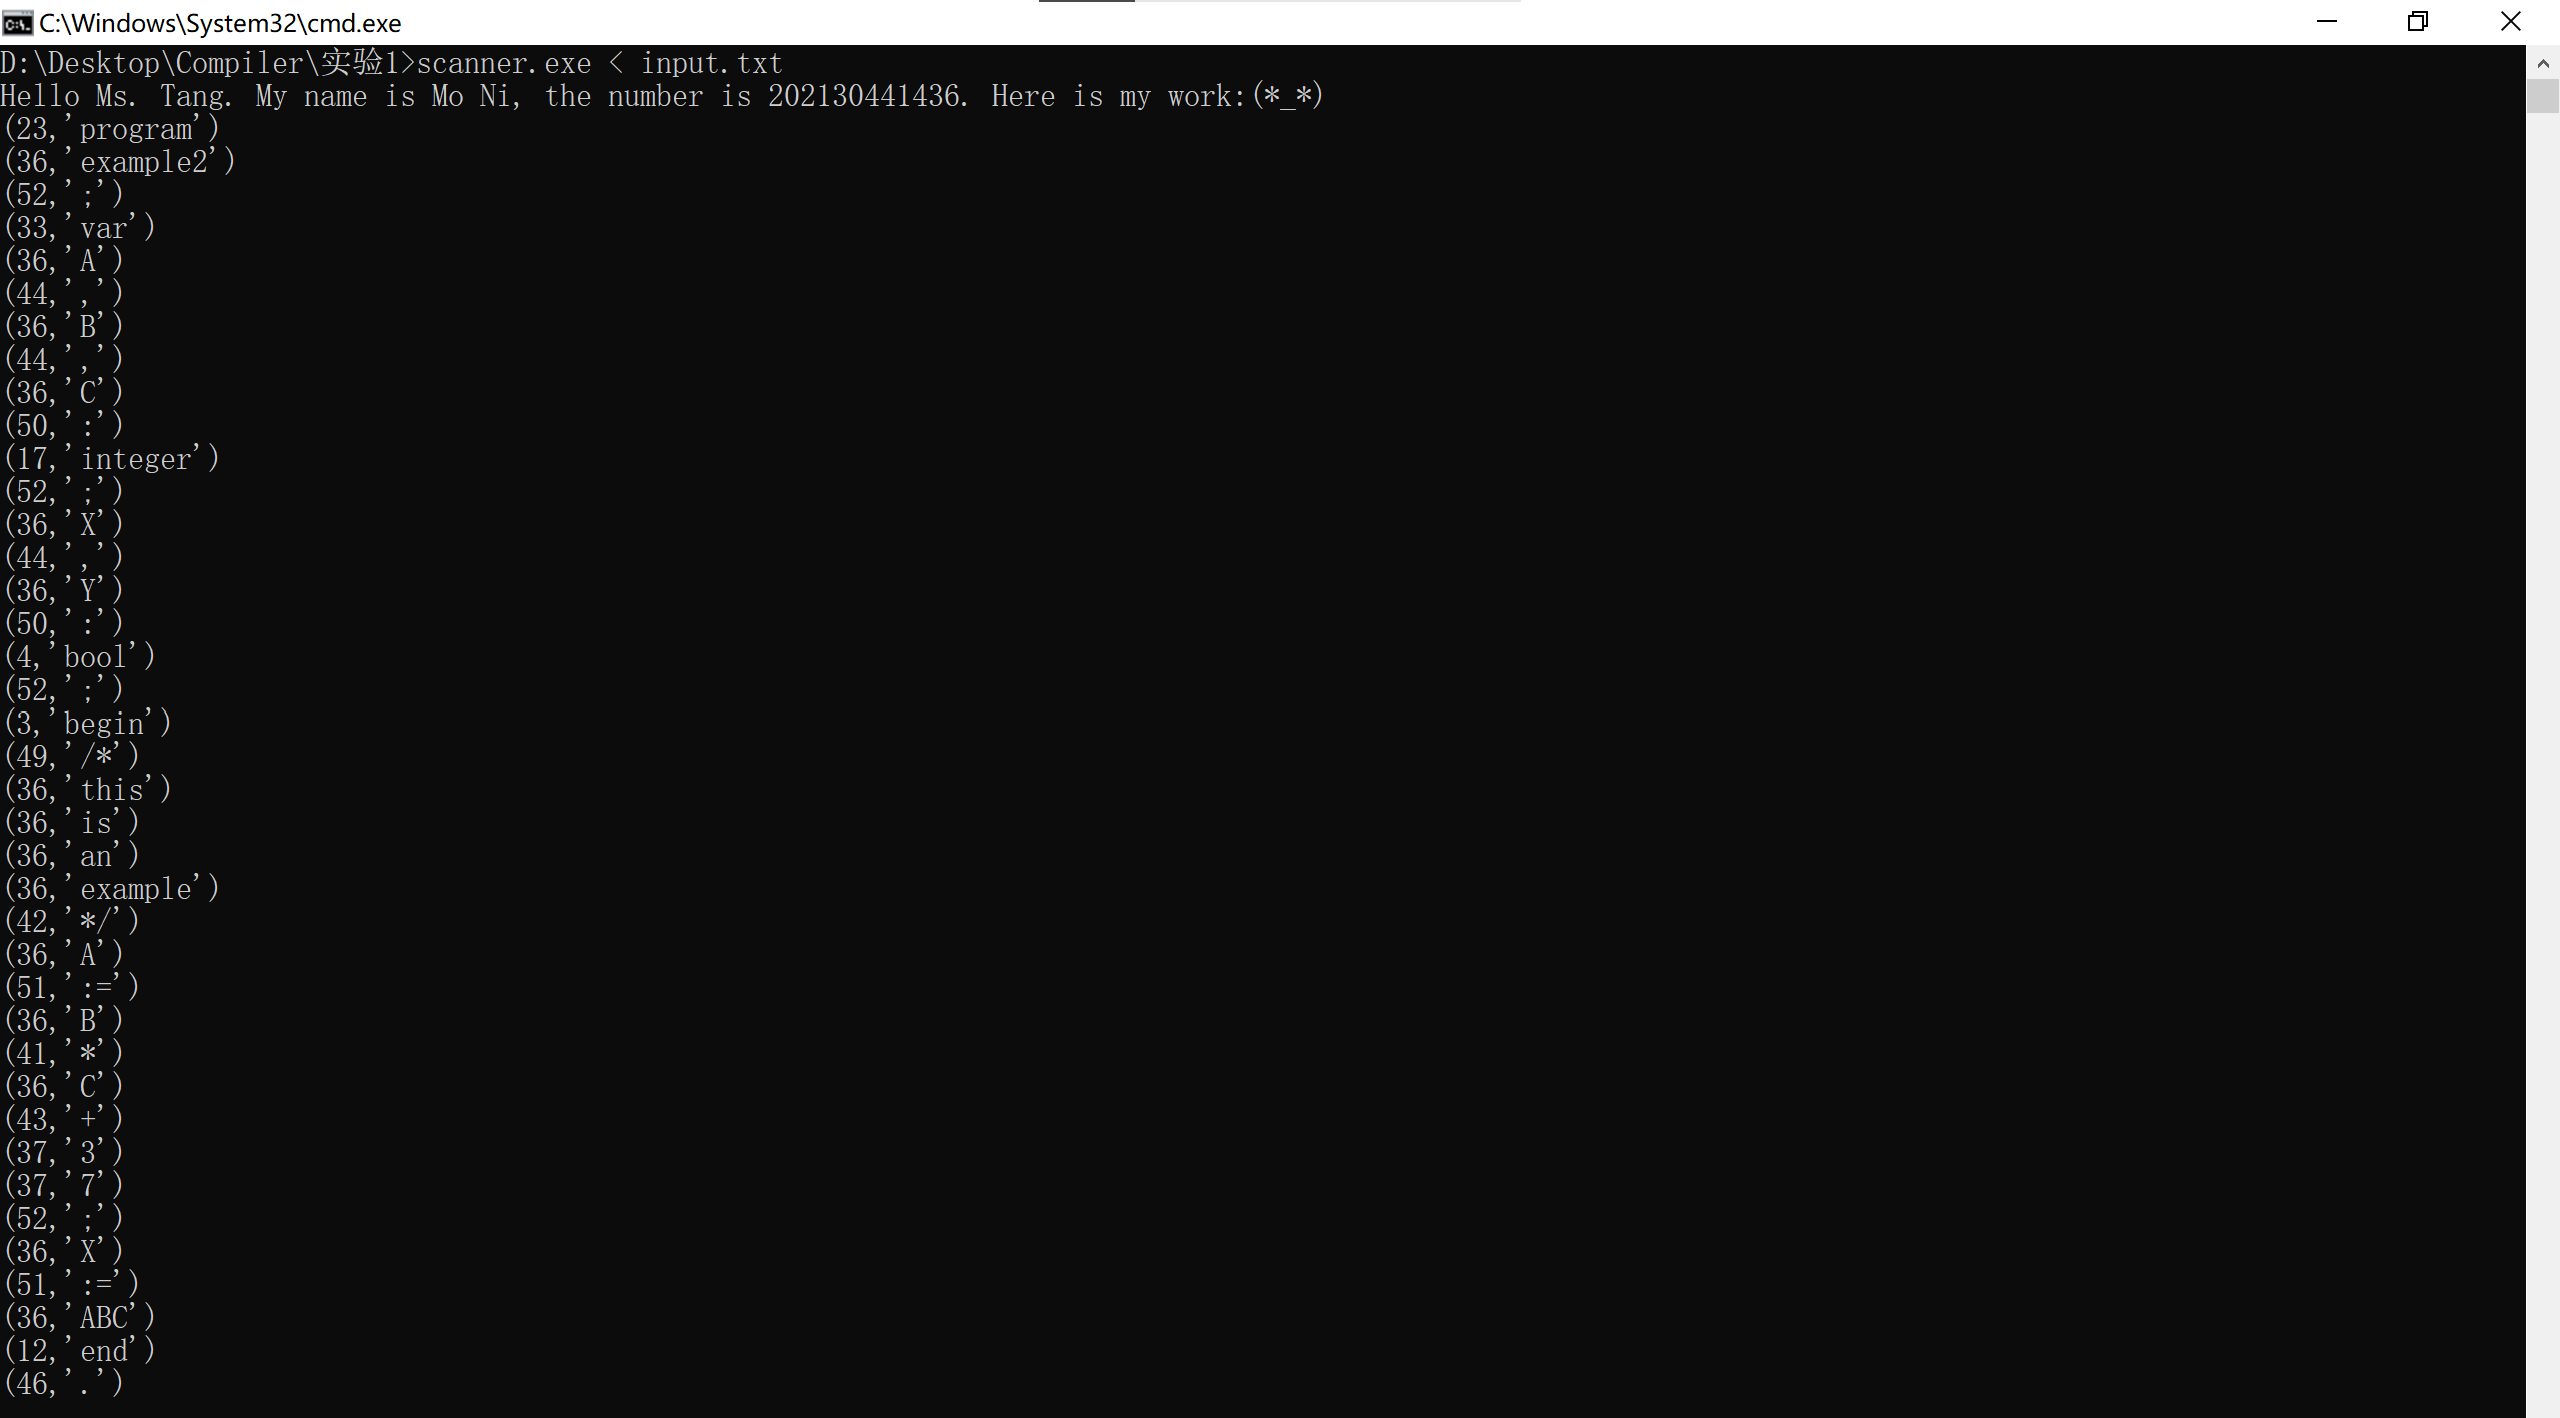 C:\Windows\System32\cmd.exe
D:\Desktop\Compiler\实验1>scanner.exe < input.txt
Hello Ms. Tang. My name is Mo Ni, the number is 202130441436. Here is my work:(*_*)
(23,'program')
(36,'example2')
(52,';')
(33,'var')
(36,'A')
(44,',')
(36,'B')
(44,',')
(36,'C')
(50,':')
(17,'integer')
(52,';')
(36,'X')
(44,',')
(36,'Y')
(50,':')
(4,'bool')
(52,';')
(3,'begin')
(49,'/*')
(36,'this')
(36,'is')
(36,'an')
(36,'example')
(42,'*/')
(36,'A')
(51,':=')
(36,'B')
(41,'*')
(36,'C')
(43,'+')
(37,'3')
(37,'7')
(52,';')
(36,'X')
(51,':=')
(36,'ABC')
(12,'end')
(46,'.')